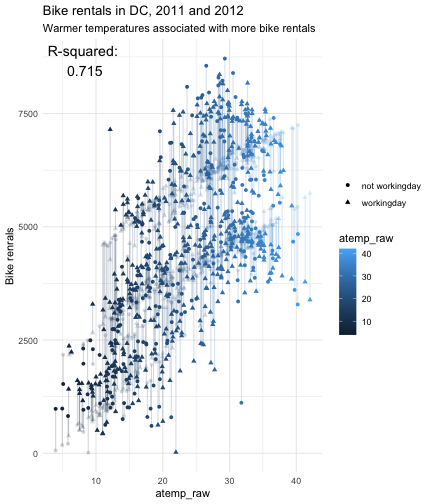 Bike rentals in DC, 2011 and 2012
Warmer temperatures associated with more bike rentals
R-squared:
0.715
7500
5000
2500
0
Bike renrals
10 20 30 40
atemp_raw
not workingday
workingday
atemp_raw
40
30
20
10